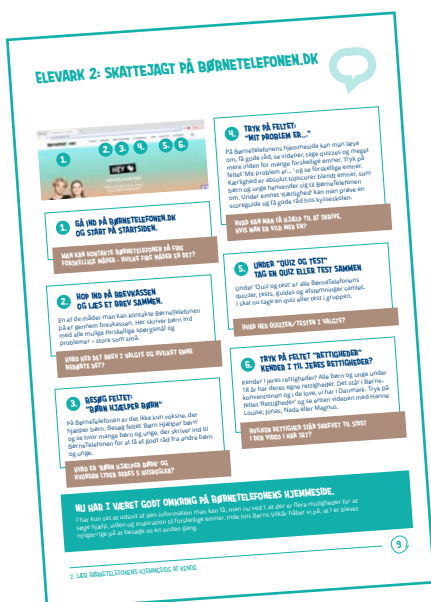 ELEVARK 2: SKATTEJAGT PÅ BØRNETELEFONEN.DK
1.
2.
3.
4.
5.
6.
HEY
1.
GÅ IND PÅ BØRNETELEFONEN.DK
OG START PÅ STARTSIDEN.
MAN KAN KONTAKTE BØRNETELEFONEN PÅ FIRE
FORSKELLIGE MÅDER - HVILKE FIRE MÅDER ER DET?
2.
HOP IND PÅ BREVKASSEN
OG LÆS ET BREV SAMMEN.
En af de måder man kan kontakte Børnetelefonen
på er gennem brevkassen. Her skriver børn ind
med alle mulige forskellige spørgsmål og
problemer – store som små.
HVAD HED DET BREV I VALGTE OG HVILKET EMNE
BERØRTE DET?
3.
BESØG FELTET:
"BØRN HJÆLPER BØRN"
På Børnetelefonen er det ikke kun voksne, der
hjælper børn. Besøg feltet 'Børn Hjælper børn'
og se hvor mange børn og unge, der skriver ind til
BørneTelefonen for at få et godt råd fra andre børn
og unge.
HVAD ER 'BØRN HJÆLPER BØRN' OG
HVORDAN LYDER DERES 5 HUSREGLER?
4.
TRYK PÅ FELTET:
"MIT PROBLEM ER..."
På BørneTelefonens hjemmeside kan man læse
om, få gode råd, se videoer, tage quizzes og meget
mere inden for mange forskellige emner. Tryk på
feltet 'Mit problem er... ' og se forskellige emner.
Kærlighed er absolut topscorer blandt emner, som
børn og unge henvender sig til BørneTelefonen
om. Under emnet 'Kærlighed' kan man prøve en
scoreguide og få gode råd hos kysseskolen.
HVAD KAN MAN FÅ HJÆLP TIL AT SKRIVE,
HVIS MAN ER VILD MED EN?
5.
UNDER "QUIZ OG TEST"
TAG EN QUIZ ELLER TEST SAMMEN
Under 'Quiz og test' er alle BørneTelefonens
quizzer, tests, guides og afstemninger samlet.
I skal nu tage en quiz eller test i gruppen.
HVAD HED QUIZZEN/TESTEN I VALGTE?
6.
TRYK PÅ FELTET "RETTIGHEDER"
KENDER I TIL JERES RETTIGHEDER?
Kender I jeres rettigheder? Alle børn og unge under
18 år har deres egne rettigheder. Det står i Børne-
konventionen og i de love, vi har i Danmark. Tryk på
feltet 'Rettigheder' og se enten videoen med Hanne
Louise, Jonas, Nada eller Magnus.
HVILKEN RETTIGHED STÅR SKREVET TIL SIDST
I DEN VIDEO I HAR SET?
NU HAR I VÆRET GODT OMKRING PÅ BØRNETELEFONENS HJEMMESIDE.
I har kun set et udsnit af den information man kan få, men nu ved I, at der er flere muligheder for at
søge hjælp, viden og inspiration til forskellige emner. Inde hos Børns Vilkår håber vi på, at I er blevet
nysgerrige på at besøge os en anden gang.
2. LÆR BØRNETELEFONENS HJEMMESIDE AT KENDE
9